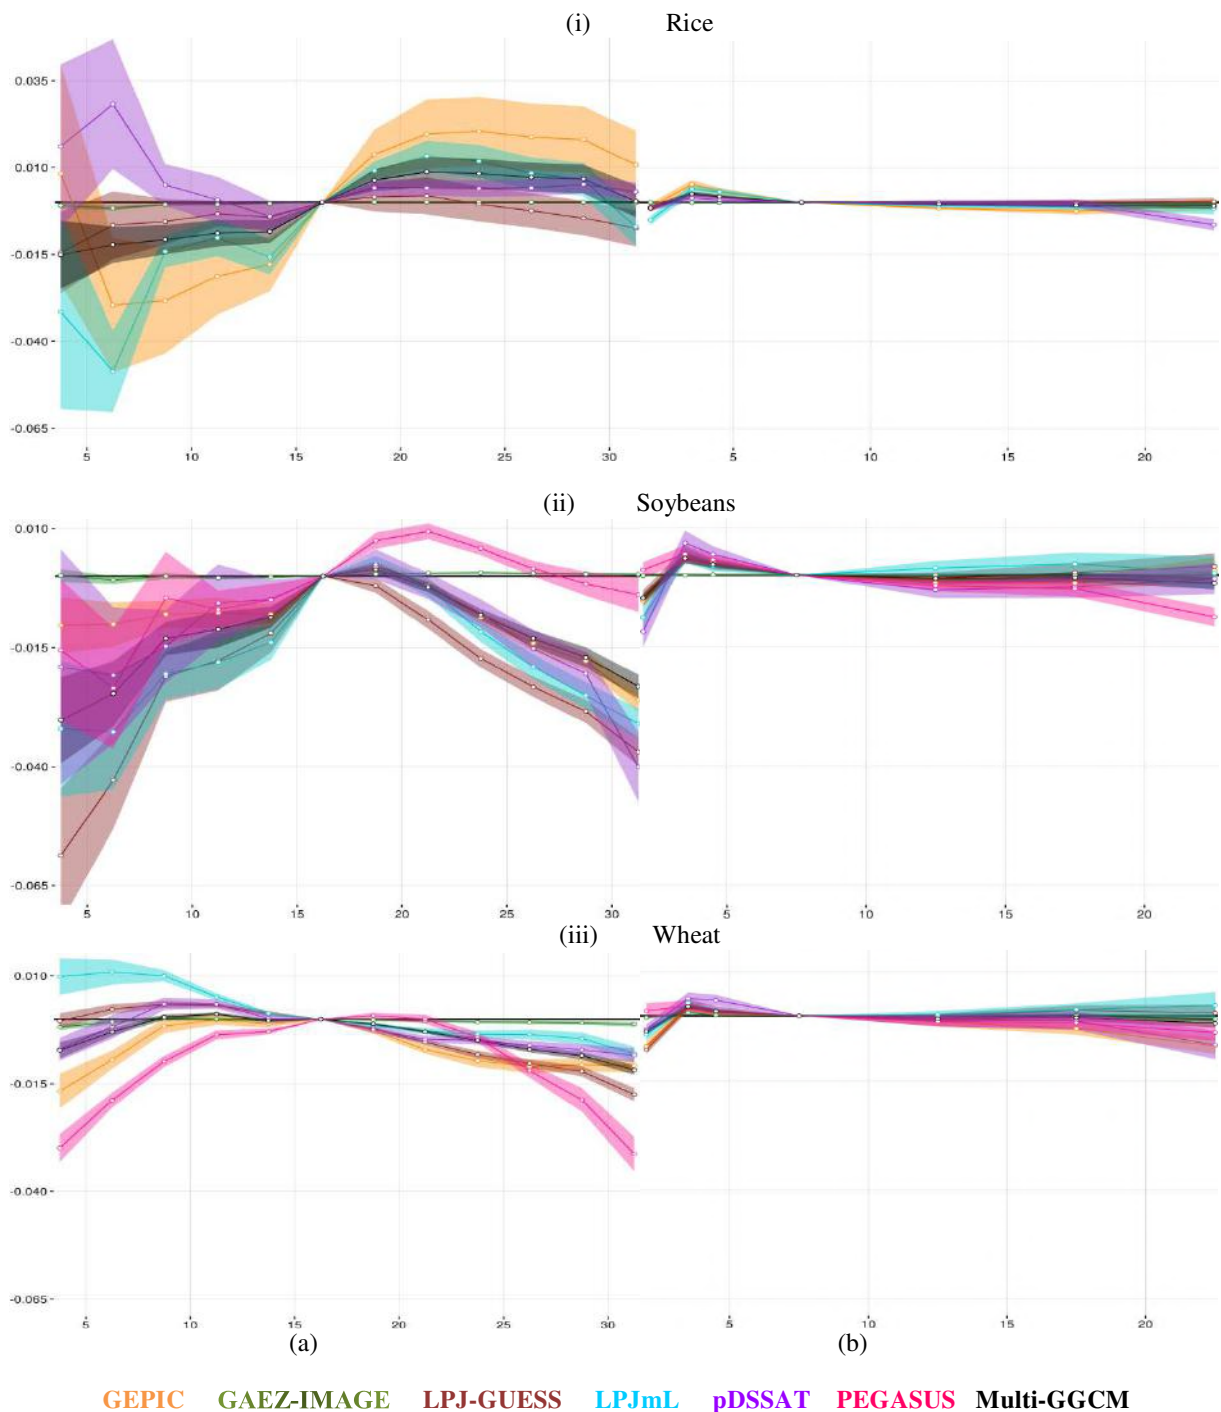 (i) Rice
0.035
0.010
-0.015
-0.040
-0.065
5 10 15 20 25 30 5 10 15 20
(ii) Soybeans
0.010
-0.015
-0.040
-0.065
5 10 15 20 25 30 5 10 15 20
(iii) Wheat
0.010
-0.015
-0.040
-0.065
5 10 15 20 25 30 5 10 15 20
(a) (b)
GEPIC GAEZ-IMAGE LPJ-GUESS LPJmL pDSSAT PEGASUS Multi-GGCM